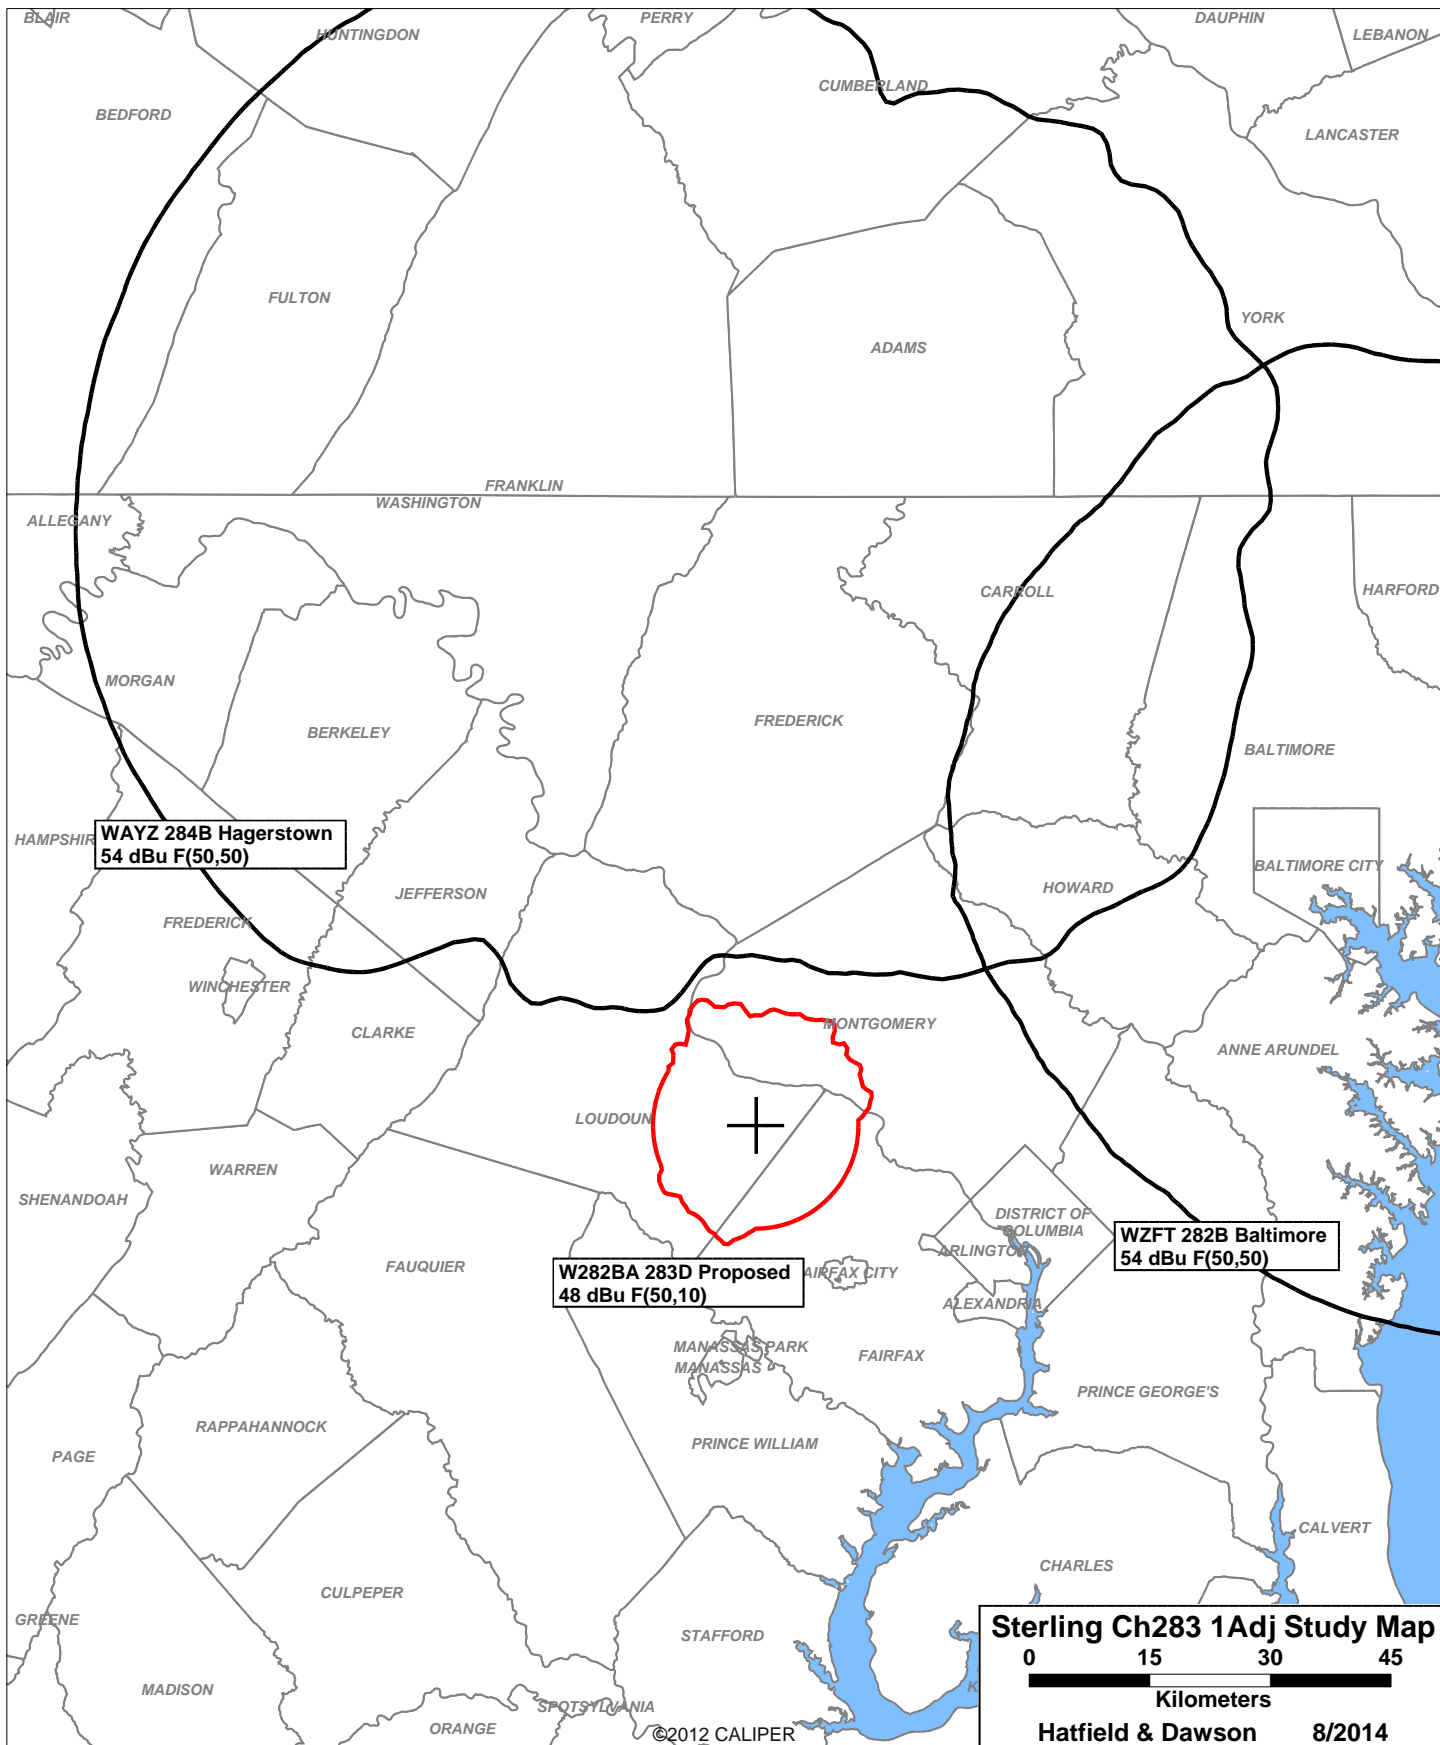 BLAIR
HUNTINGDON
PERRY
DAUPHIN
LEBANON
CUMBERLAND
BEDFORD
LANCASTER
FULTON
YORK
ADAMS
FRANKLIN
WASHINGTON
ALLEGANY
CARROLL
HARFORD
MORGAN
FREDERICK
BERKELEY
BALTIMORE
WAYZ 284B Hagerstown
54 dBu F(50,50)
HAMPSHIR
BALTIMORE CITY
JEFFERSON
HOWARD
FREDERICK
WINCHESTER
CLARKE
MONTGOMERY
ANNE ARUNDEL
LOUDOUN
WARREN
SHENANDOAH
DISTRICT OF
COLUMBIA
ARLINGTON
WZFT 282B Baltimore
54 dBu F(50,50)
FAUQUIER
W282BA 283D Proposed
48 dBu F(50,10)
AIRFAX CITY
ALEXANDRIA
MANASSAS PARK
MANASSAS
FAIRFAX
PRINCE GEORGE'S
RAPPAHANNOCK
PRINCE WILLIAM
PAGE
CALVERT
CHARLES
CULPEPER
GREENE
STAFFORD
MADISON
SPOTSYLVANIA
ORANGE
K
©2012 CALIPER
Sterling Ch283 1Adj Study Map
0 15 30 45
Kilometers
Hatfield & Dawson 8/2014